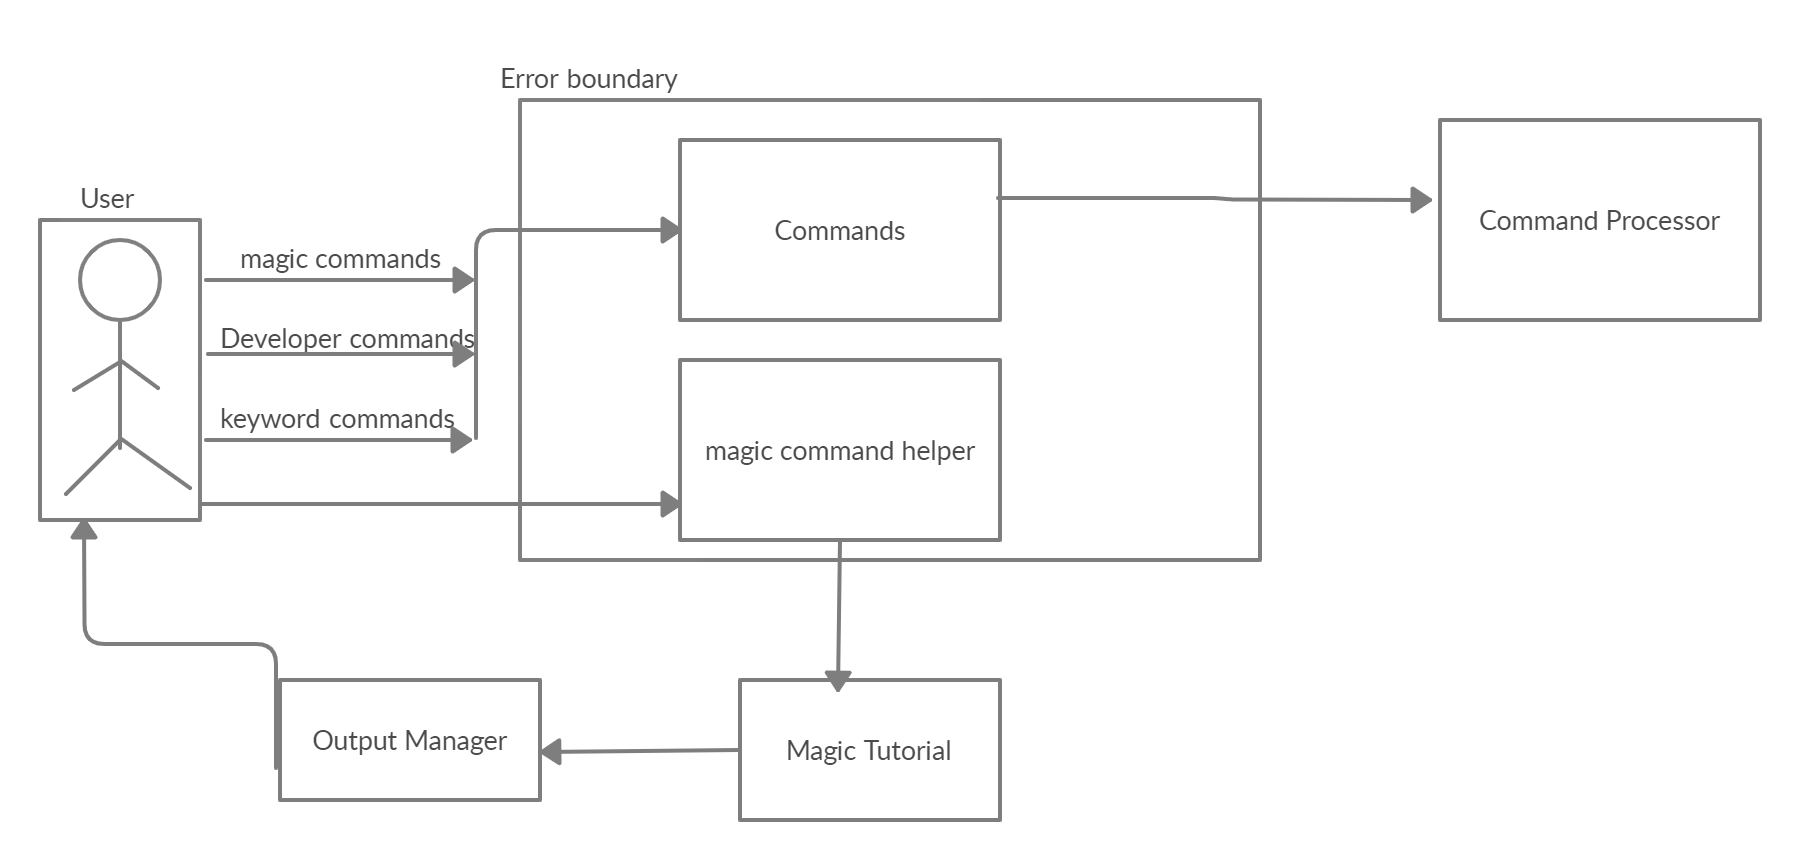 Error boundary
User
Commands
Command Processor
magic commands
Developer commands
keyword commands
magic command helper
Output Manager
Magic Tutorial